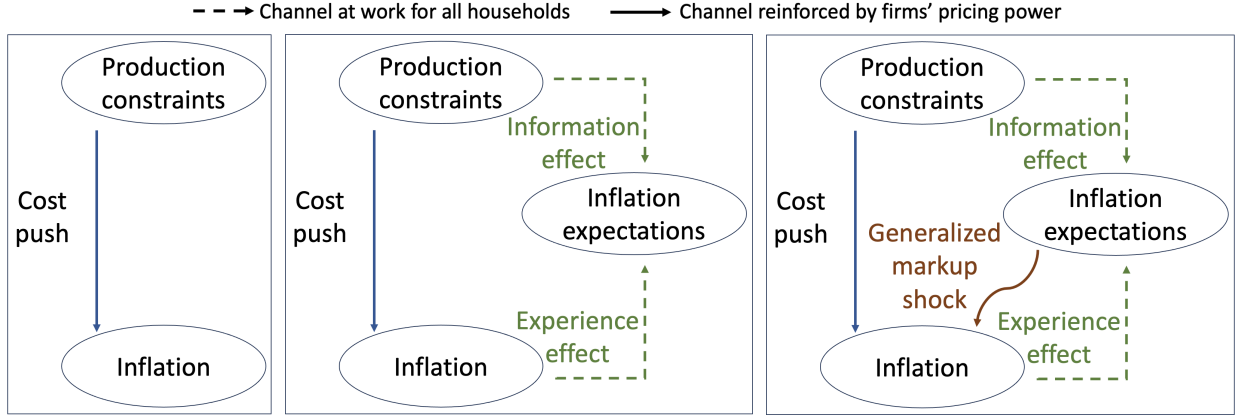 Channel at work for all households
Channel reinforced by firms' pricing power
Production
constraints
Cost
push
Inflation
Production
constraints
Information
effect
Cost
push
Inflation
expectations
Experience
effect
Inflation
Production
constraints
Information
effect
Cost
push
Inflation
expectations
Generalized
markup
shock
Experience
effect
Inflation